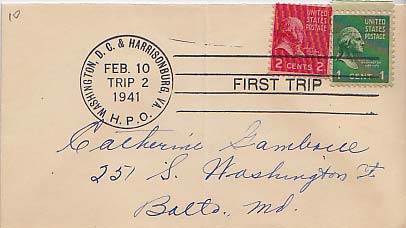 10
WASHINGTON, D. C. & HARRISONBURG, VA.
FEB. 10
TRIP 2
1941
H. P. O.
FIRST TRIP
UNITED STATES POSTAGE
2 CENTS 2
UNITED STATES POSTAGE
1 CENT 1
Catherine
251 S. Washington St
Balto, Md.